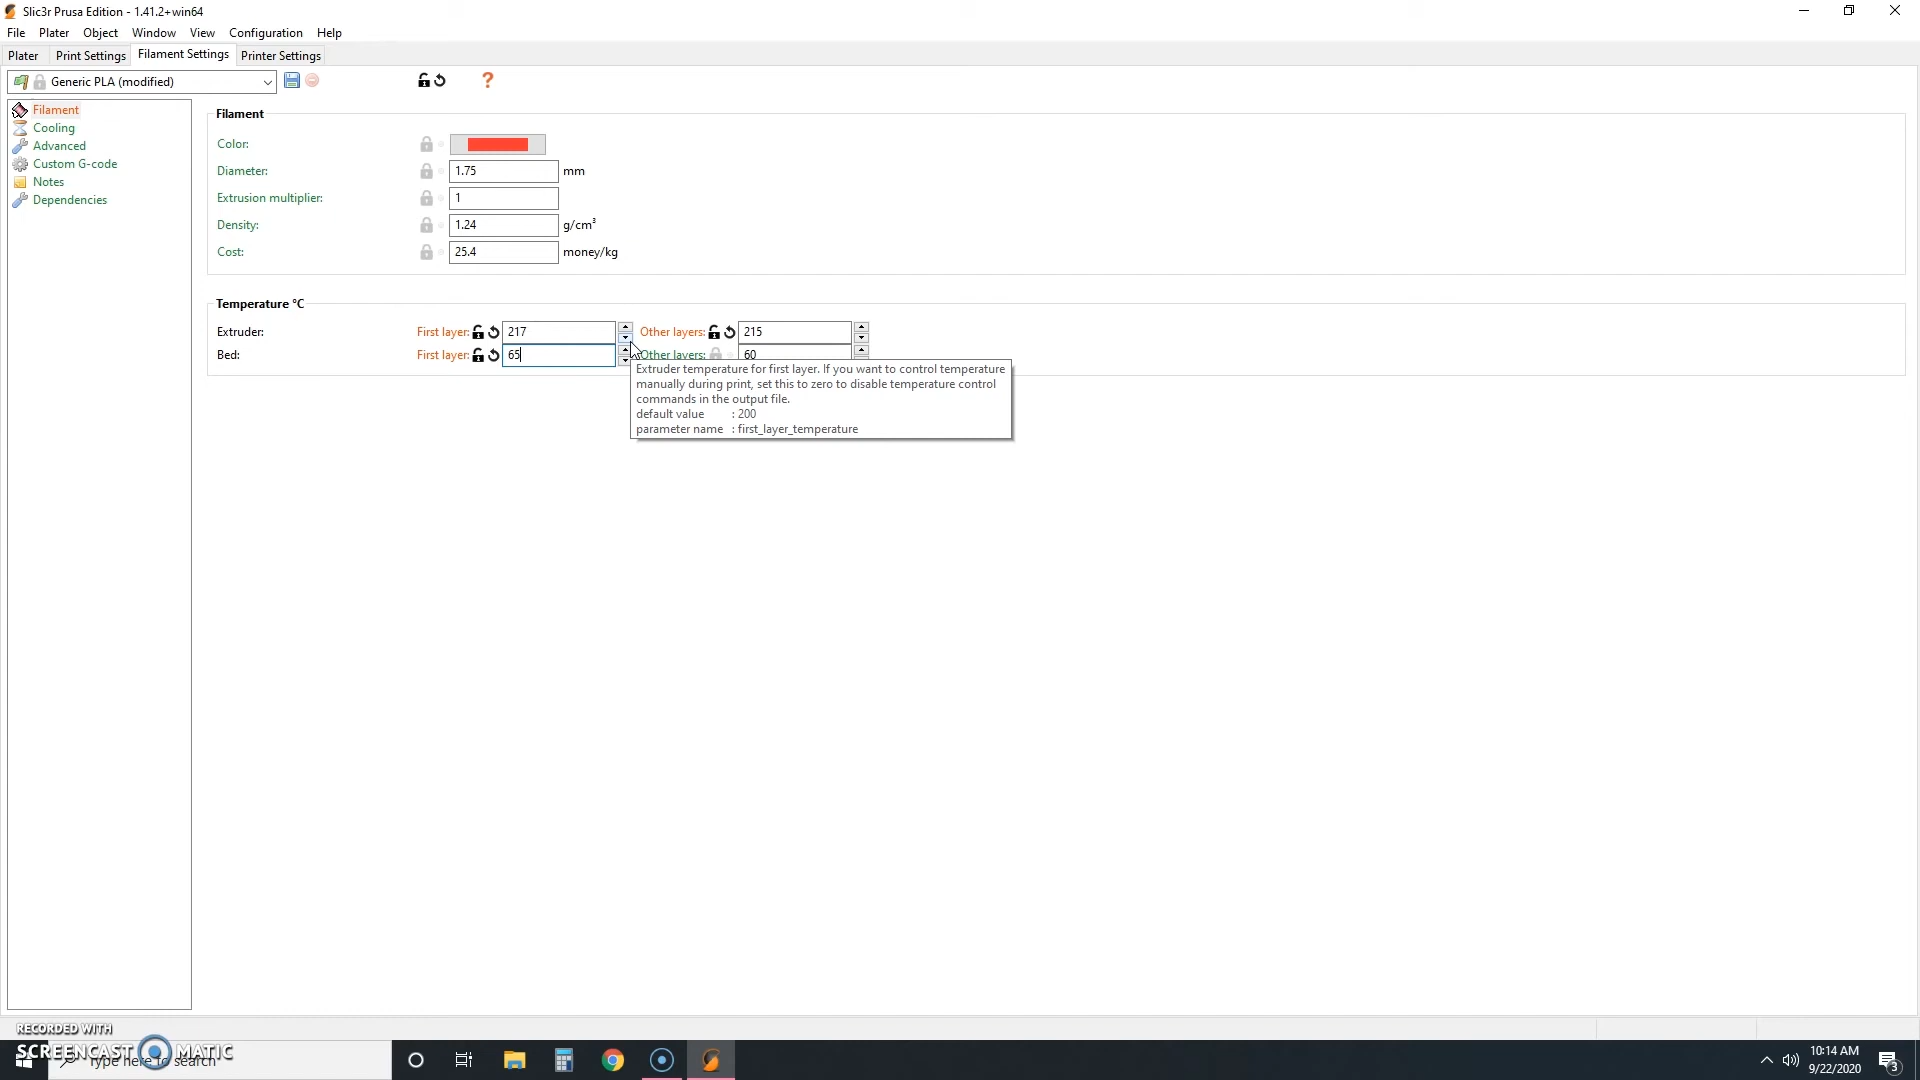 Slic3r Prusa Edition - 1.41.2+win64
File Plater Object Window View Configuration Help
Plater Print Settings Filament Settings Printer Settings
Generic PLA (modified) ?
Filament
Cooling
Advanced
Custom G-code
Notes
Dependencies
Filament
Color:
Diameter: 1.75 mm
Extrusion multiplier: 1
Density: 1.24 g/cm³
Cost: 25.4 money/kg
Temperature °C
Extruder: First layer: 217 Other layers: 215
Bed: First layer: 65 Other layers: 60
Extruder temperature for first layer. If you want to control temperature
manually during print, set this to zero to disable temperature control
commands in the output file.
default value : 200
parameter name : first_layer_temperature
RECORDED WITH
SCREENCAST MATIC
Type here to search
10:14 AM
9/22/2020
3